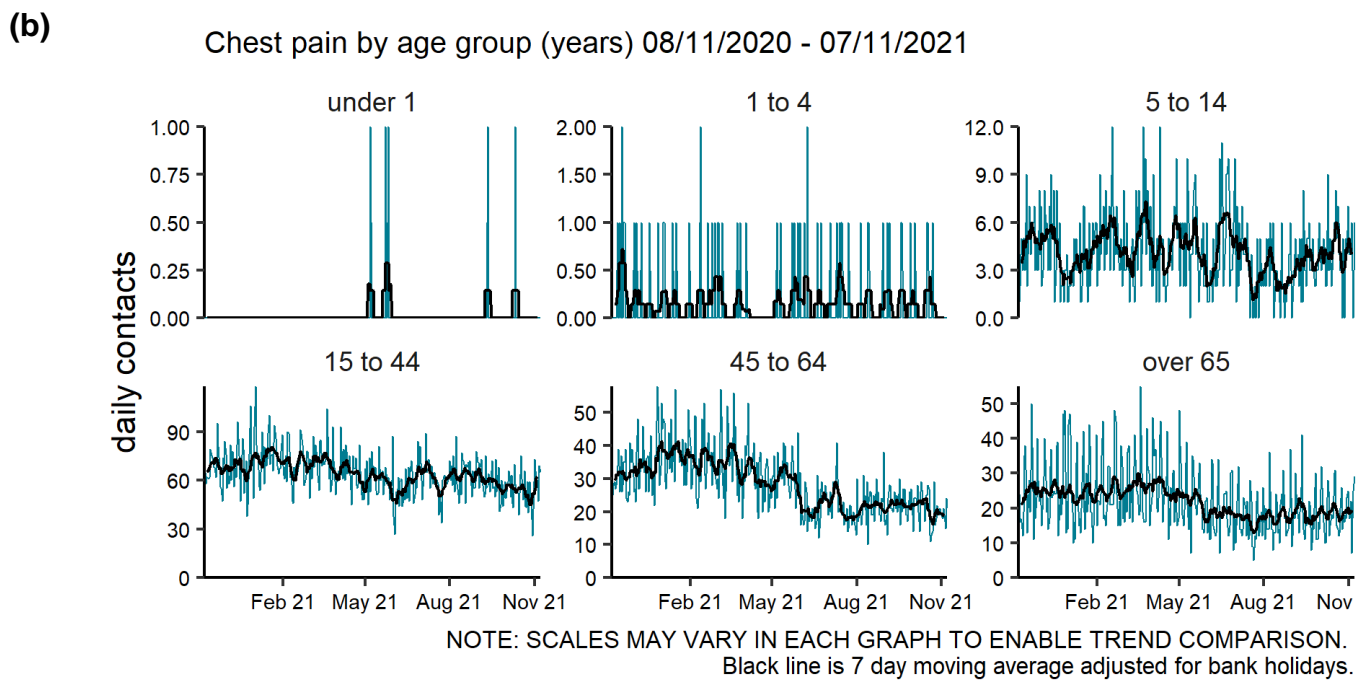 (b)
Chest pain by age group (years) 08/11/2020 - 07/11/2021
under 1
1 to 4
5 to 14
1.00
0.75
0.50
0.25
0.00
2.00
1.50
1.00
0.50
0.00
12.0
9.0
6.0
3.0
0.0
daily contacts
15 to 44
45 to 64
over 65
90
60
30
0
50
40
30
20
10
0
50
40
30
20
10
0
Feb 21 May 21 Aug 21 Nov 21
Feb 21 May 21 Aug 21 Nov 21
Feb 21 May 21 Aug 21 Nov
NOTE: SCALES MAY VARY IN EACH GRAPH TO ENABLE TREND COMPARISON.
Black line is 7 day moving average adjusted for bank holidays.